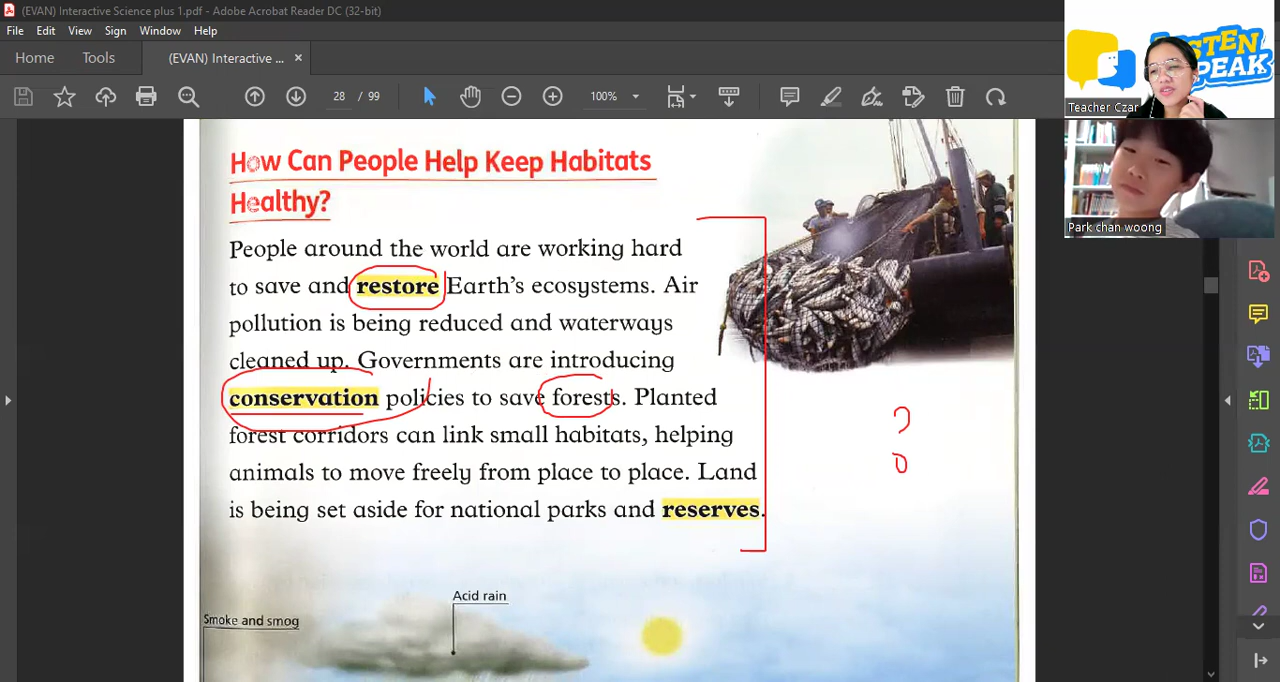 (EVAN) Interactive Science plus 1.pdf - Adobe Acrobat Reader DC (32-bit)
File Edit View Sign Window Help
Home Tools (EVAN) Interactive ... ×
28 / 99 100%
LISTEN
SPEAK
Teacher Czar
Park chan woong
How Can People Help Keep Habitats
Healthy?
People around the world are working hard
to save and restore Earth's ecosystems. Air
pollution is being reduced and waterways
cleaned up. Governments are introducing
conservation policies to save forests. Planted
forest corridors can link small habitats, helping
animals to move freely from place to place. Land
is being set aside for national parks and reserves.
Acid rain
Smoke and smog